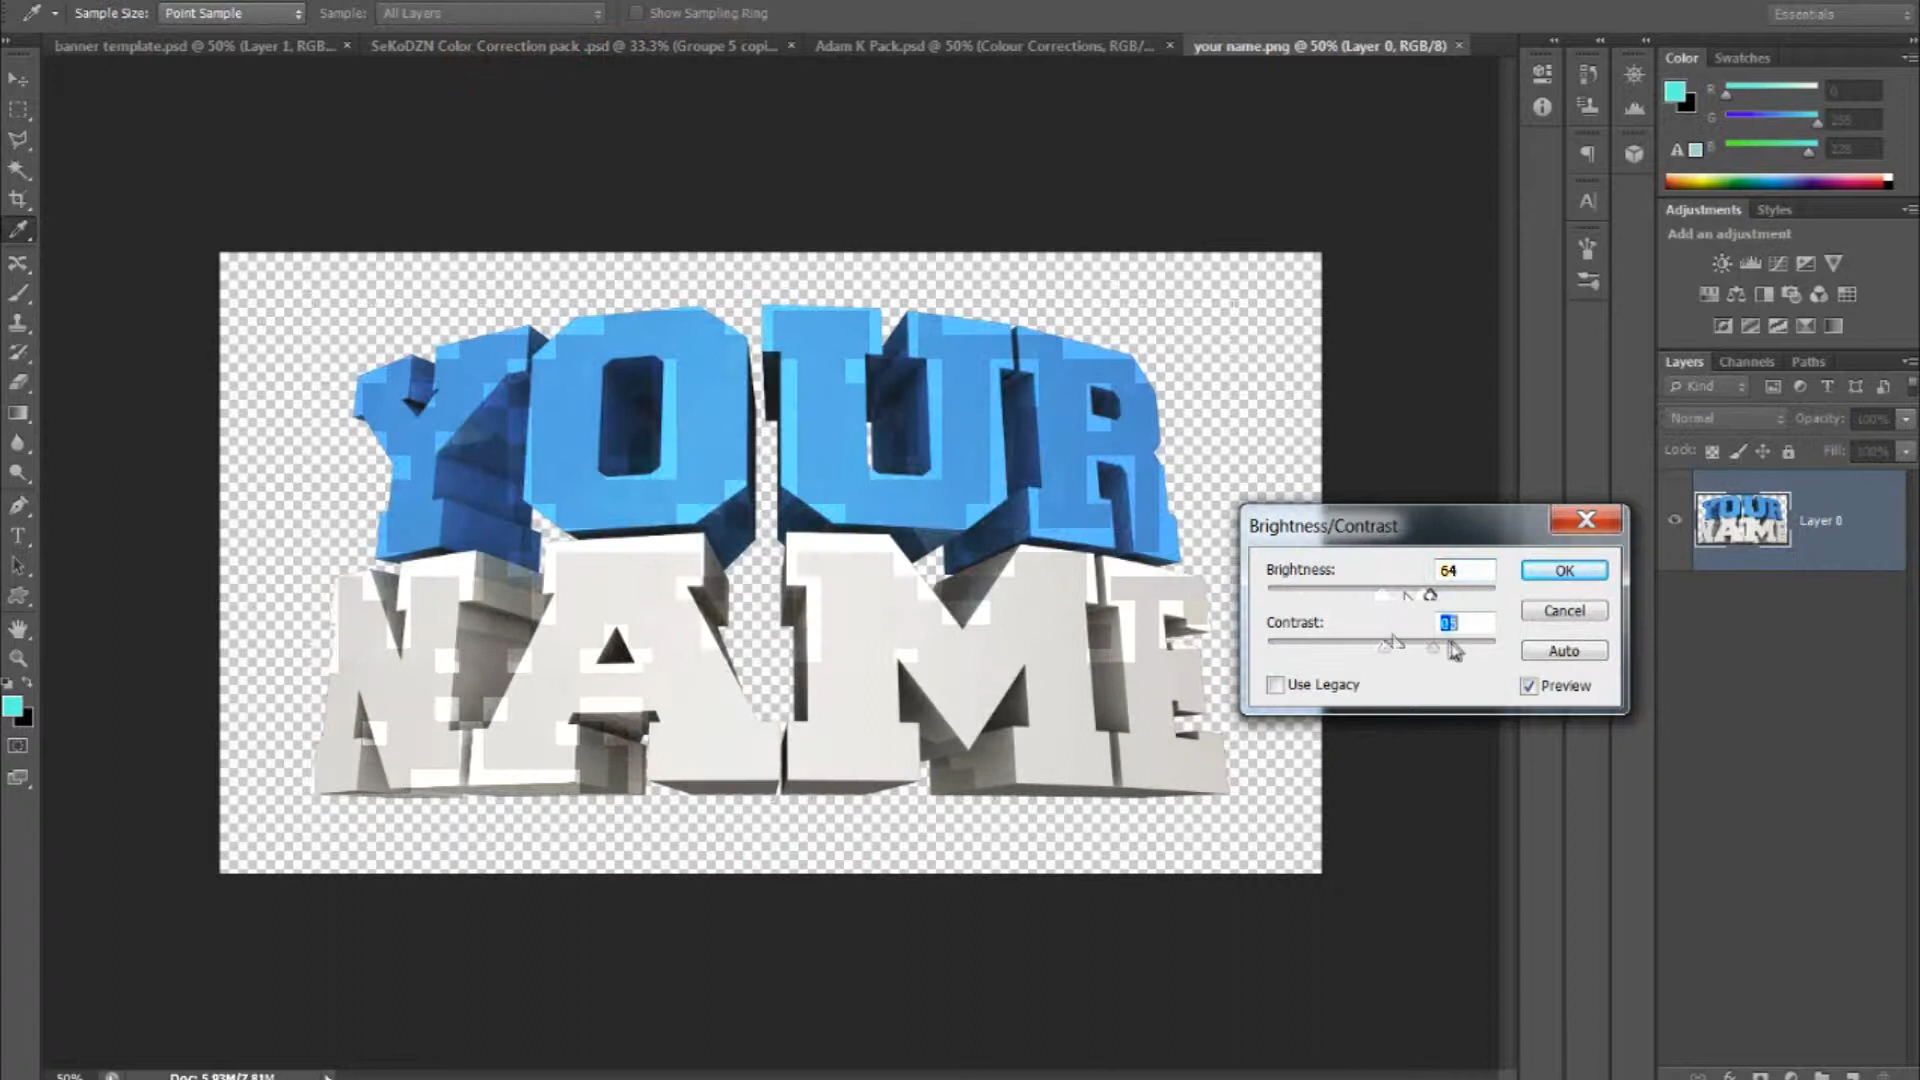 Sample Size: Point Sample Sample: All Layers Show Sampling Ring Essentials
banner template.psd @ 50% (Layer 1, RGB... × SeKoDZN Color Correction pack .psd @ 33.3% (Groupe 5 copi... × Adam K Pack.psd @ 50% (Colour Corrections, RGB/... × your name.png @ 50% (Layer 0, RGB/8) ×
Color Swatches
R 0
G 255
B
Adjustments Styles
Add an adjustment
Layers Channels Paths
Kind
Normal Opacity: 100%
Lock: Fill: 100%
YOUR
NAME
Layer 0
YOUR
NAME
Brightness/Contrast
Brightness: 64 OK
Contrast: Cancel
Auto
Use Legacy Preview
50% Doc: 5.93M/7.81M